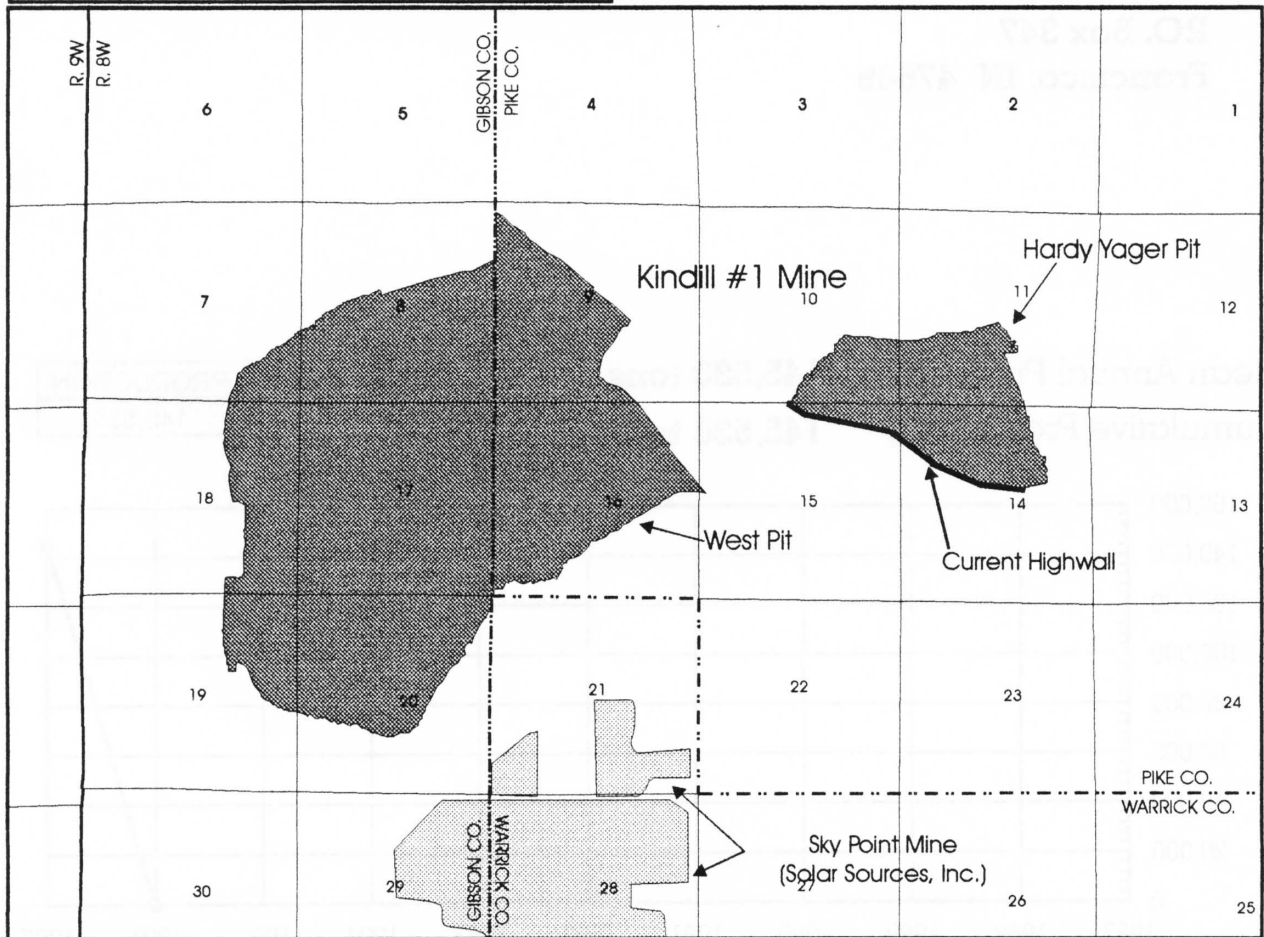 R. 9W
R. 8W
GIBSON CO.
PIKE CO.
6
5
4
3
2
1
Hardy Yager Pit
Kindill #1 Mine
7
8
9
10
11
12
18
17
16
15
14
13
West Pit
Current Highwall
19
20
21
22
23
24
PIKE CO.
WARRICK CO.
GIBSON CO.
WARRICK CO.
Sky Point Mine
(Solar Sources, Inc.)
30
29
28
27
26
25